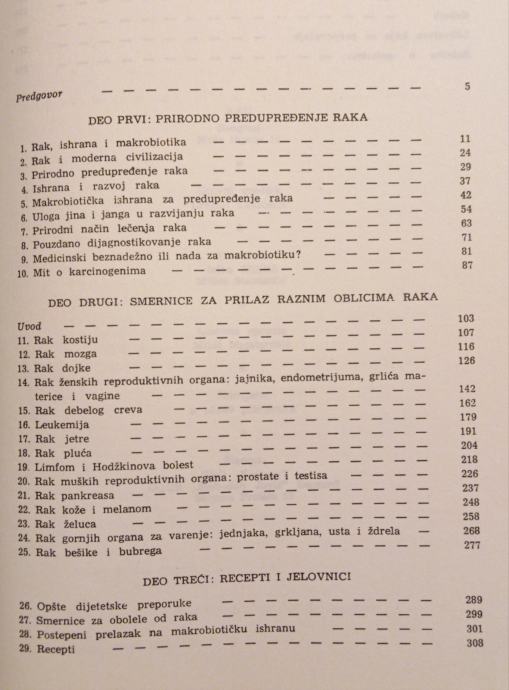 Predgovor — — — — — — — — — — — — — 5
DEO PRVI: PRIRODNO PREDUPREĐENJE RAKA
1. Rak, ishrana i makrobiotika — — — — — — — — 11
2. Rak i moderna civilizacija — — — — — — — — 24
3. Prirodno predupređenje raka — — — — — — — — 29
4. Ishrana i razvoj raka — — — — — — — — — 37
5. Makrobiotička ishrana za predupređenje raka — — — — 42
6. Uloga jina i janga u razvijanju raka — — — — — — 54
7. Prirodni način lečenja raka — — — — — — — — 63
8. Pouzdano dijagnostikovanje raka — — — — — — — 71
9. Medicinski beznadežno ili nada za makrobiotiku? — — — — 81
10. Mit o karcinogenima — — — — — — — — — 87
DEO DRUGI: SMERNICE ZA PRILAZ RAZNIM OBLICIMA RAKA
Uvod — — — — — — — — — — — — — 103
11. Rak kostiju — — — — — — — — — — — 107
12. Rak mozga — — — — — — — — — — — 116
13. Rak dojke — — — — — — — — — — — 126
14. Rak ženskih reproduktivnih organa: jajnika, endometrijuma, grlića ma-
terice i vagine — — — — — — — — — — 142
15. Rak debelog creva — — — — — — — — — 162
16. Leukemija — — — — — — — — — — — 179
17. Rak jetre — — — — — — — — — — — 191
18. Rak pluća — — — — — — — — — — — 204
19. Limfom i Hodžkinova bolest — — — — — — — — 218
20. Rak muških reproduktivnih organa: prostate i testisa — — — 226
21. Rak pankreasa — — — — — — — — — — 237
22. Rak kože i melanom — — — — — — — — — 248
23. Rak želuca — — — — — — — — — — — 258
24. Rak gornjih organa za varenje: jednjaka, grkljana, usta i ždrela — 268
25. Rak bešike i bubrega — — — — — — — — 277
DEO TREĆI: RECEPTI I JELOVNICI
26. Opšte dijetetske preporuke — — — — — — — — 289
27. Smernice za obolele od raka — — — — — — — — 299
28. Postepeni prelazak na makrobiotičku ishranu — — — — — 301
29. Recepti — — — — — — — — — — — — 308